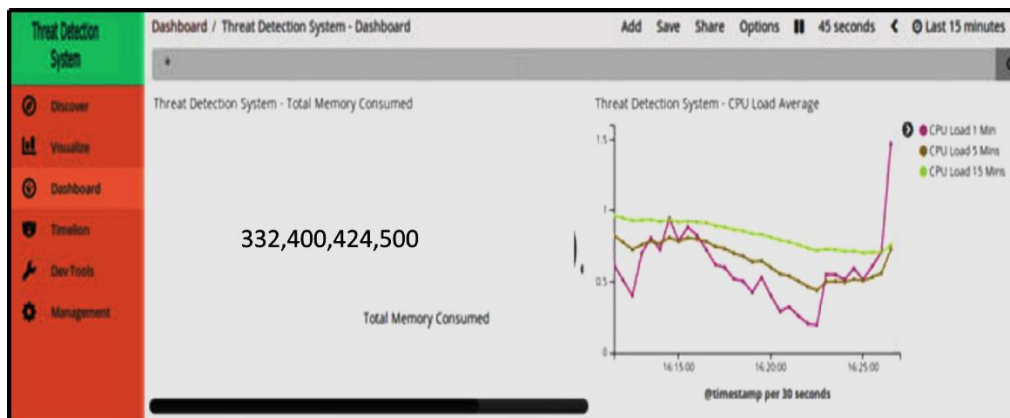 Threat Detection
System
Dashboard / Threat Detection System - Dashboard
Add Save Share Options 45 seconds Last 15 minutes
*
Discover
Visualize
Dashboard
Timelion
Dev Tools
Management
Threat Detection System - Total Memory Consumed
332,400,424,500
Total Memory Consumed
Threat Detection System - CPU Load Average
CPU Load 1 Min
CPU Load 5 Mins
CPU Load 15 Mins
1.5
1
0.5
0
16:15:00 16:20:00 16:25:00
@timestamp per 30 seconds